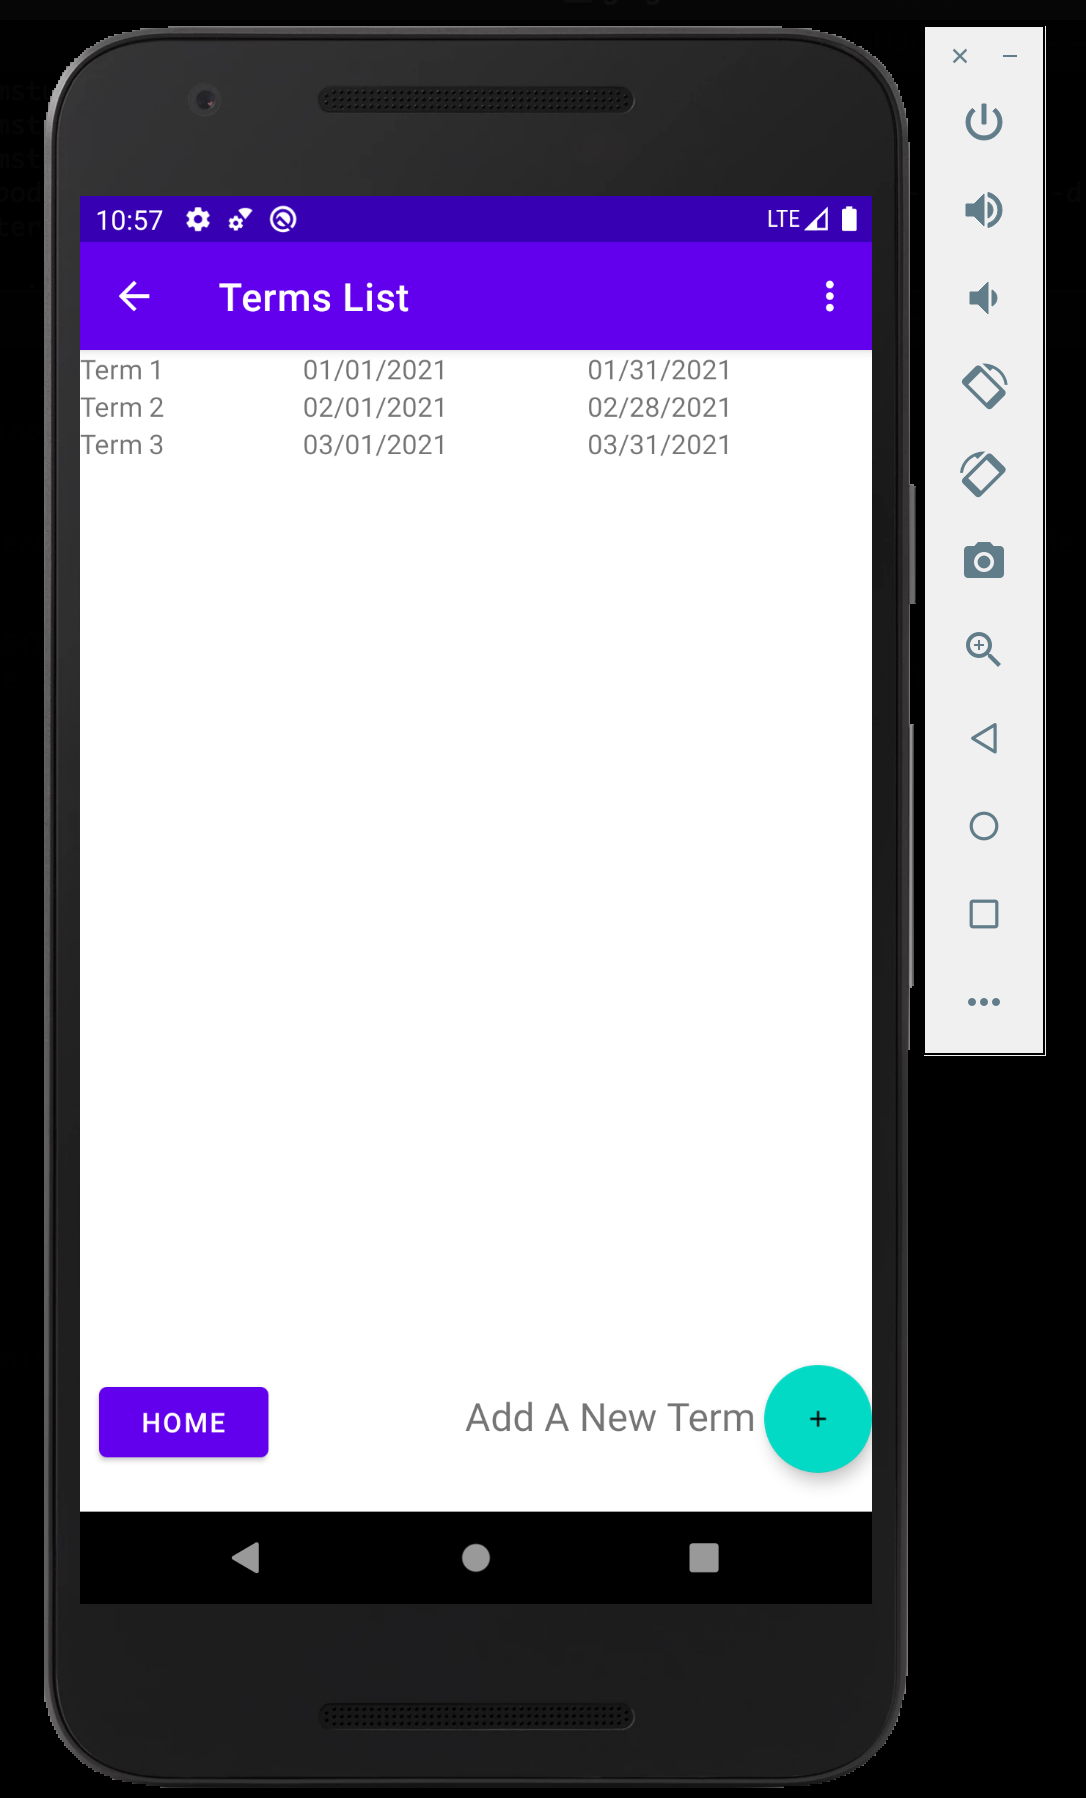 10:57 LTE
Terms List
Term 1 01/01/2021 01/31/2021
Term 2 02/01/2021 02/28/2021
Term 3 03/01/2021 03/31/2021
HOME Add A New Term +